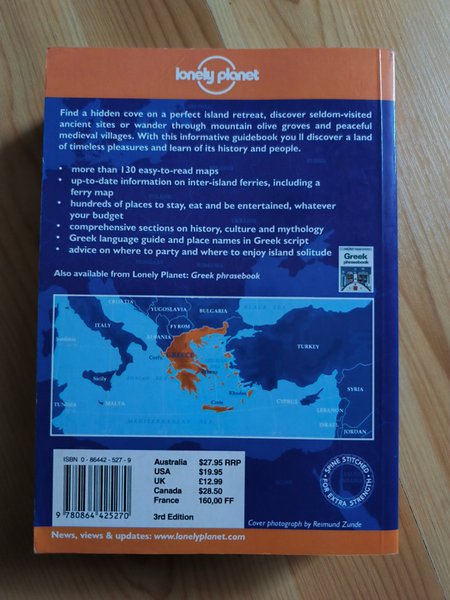 lonely planet
Find a hidden cove on a perfect island retreat, discover seldom-visited
ancient sites or wander through mountain olive groves and peaceful
medieval villages. With this informative guidebook you ll discover a land
of timeless pleasures and learn of its history and people.
• more than 130 easy-to-read maps
• up-to-date information on inter-island ferries, including a
ferry map
• hundreds of places to stay, eat and be entertained, whatever
your budget
• comprehensive sections on history, culture and mythology
• Greek language guide and place names in Greek script
• advice on where to party and where to enjoy island solitude
Also available from Lonely Planet: Greek phrasebook
Greek
phrasebook
CROATIA
YUGOSLAVIA
BULGARIA
ITALY
FYROM
ALBANIA
Corfu
GREECE
TURKEY
Sicily
Rhodes
SYRIA
TUNISIA
MALTA
Crete
CYPRUS
LEBANON
MEDITERRANEAN SEA
ISRAEL
JORDAN
ISBN 0 - 86442 - 527 - 9
9 780864 425270
Australia $27.95 RRP
USA $19.95
UK £12.99
Canada $28.50
France 160,00 FF
3rd Edition
SPINE STITCHED
FOR EXTRA STRENGTH
Cover photograph by Reimund Zunde
News, views & updates: www.lonelyplanet.com